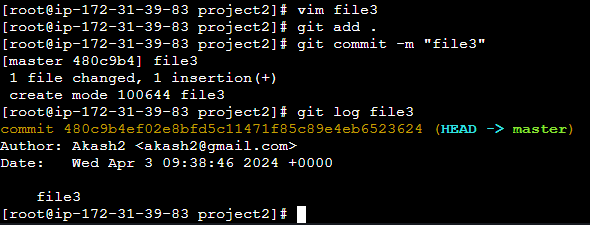 [root@ip-172-31-39-83 project2]# vim file3
[root@ip-172-31-39-83 project2]# git add .
[root@ip-172-31-39-83 project2]# git commit -m "file3"
[master 480c9b4] file3
 1 file changed, 1 insertion(+)
 create mode 100644 file3
[root@ip-172-31-39-83 project2]# git log file3
commit 480c9b4ef02e8bfd5c11471f85c89e4eb6523624 (HEAD -> master)
Author: Akash2 <akash2@gmail.com>
Date:   Wed Apr 3 09:38:46 2024 +0000

    file3
[root@ip-172-31-39-83 project2]#